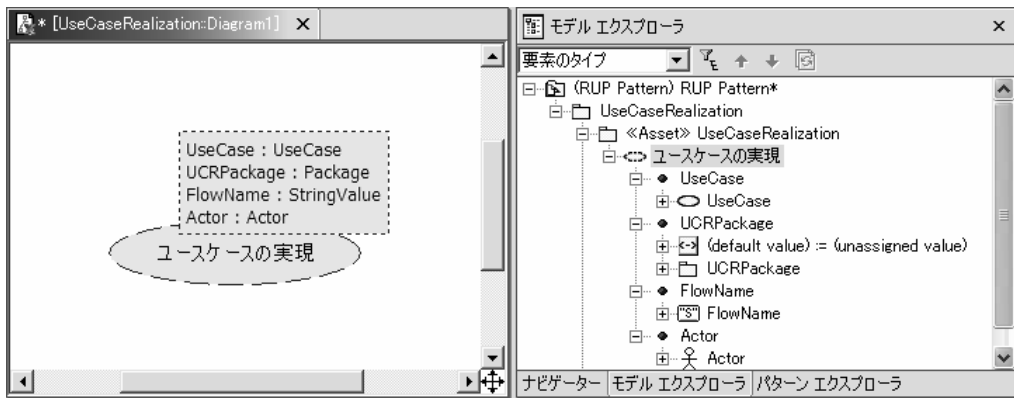 * [UseCaseRealization::Diagram1]
UseCase : UseCase
UCRPackage : Package
FlowName : StringValue
Actor : Actor
ユースケースの実現
モデル エクスプローラ
要素のタイプ
(RUP Pattern) RUP Pattern*
UseCaseRealization
≪Asset≫ UseCaseRealization
ユースケースの実現
UseCase
UseCase
UCRPackage
(default value) := (unassigned value)
UCRPackage
FlowName
"S" FlowName
Actor
Actor
ナビゲーター モデル エクスプローラ パターン エクスプローラ